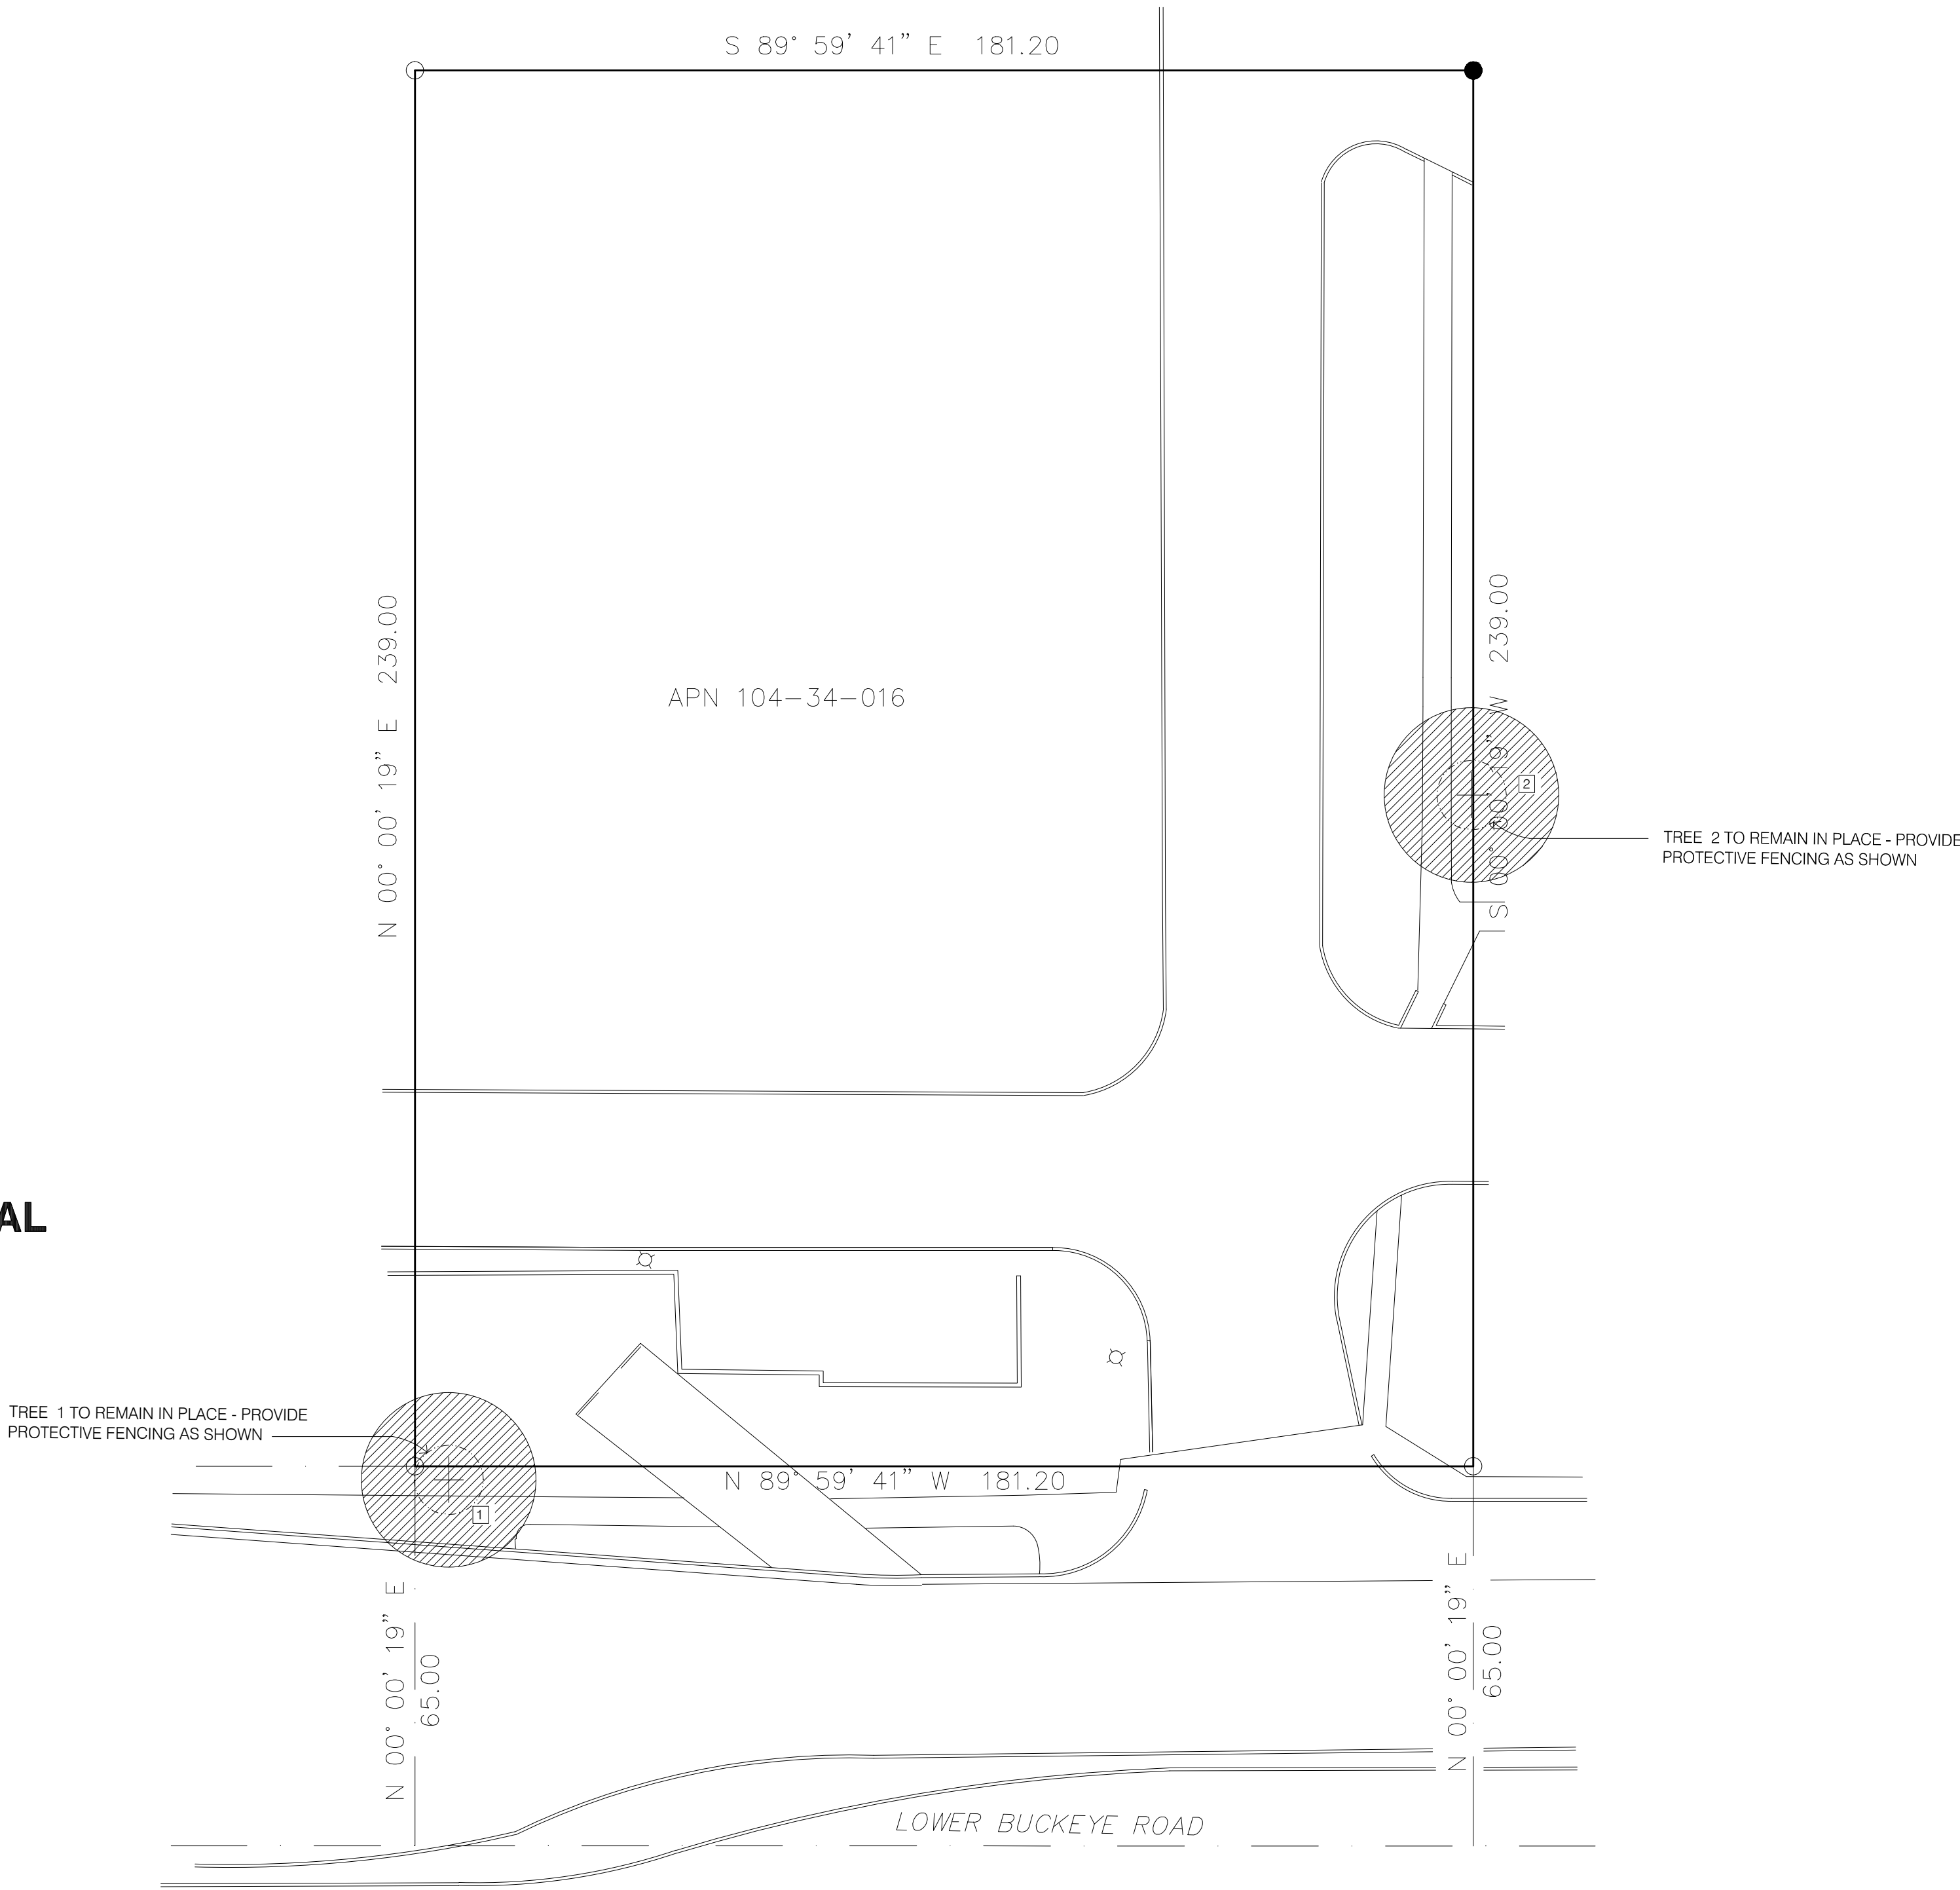 S 89° 59’ 41” E 181.20
N 00° 00’ 19” E 239.00
S 00° 00’ 19” W 239.00
APN 104-34-016
2
TREE 2 TO REMAIN IN PLACE - PROVIDE
PROTECTIVE FENCING AS SHOWN
AL
TREE 1 TO REMAIN IN PLACE - PROVIDE
PROTECTIVE FENCING AS SHOWN
1
N 89° 59’ 41” W 181.20
N 00° 00’ 19” E
65.00
N 00° 00’ 19” E
65.00
LOWER BUCKEYE ROAD